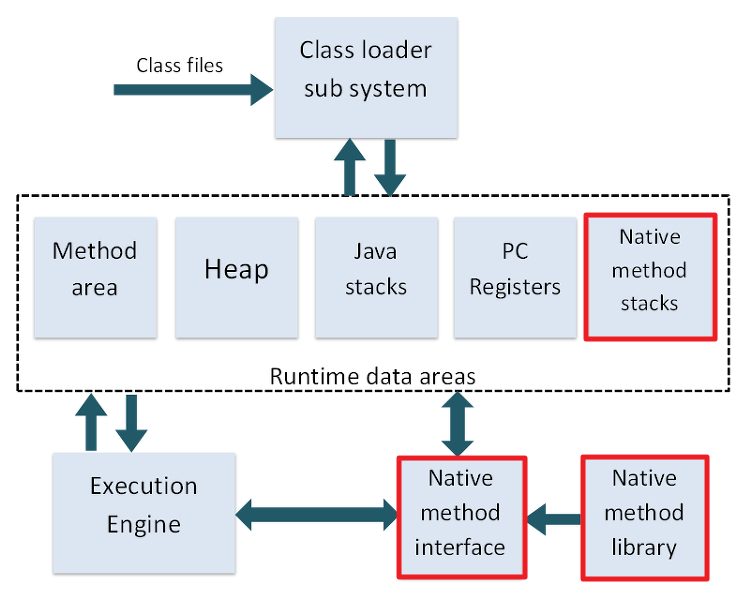 Class files
Class loader
sub system
Method
area
Heap
Java
stacks
PC
Registers
Native
method
stacks
Runtime data areas
Execution
Engine
Native
method
interface
Native
method
library